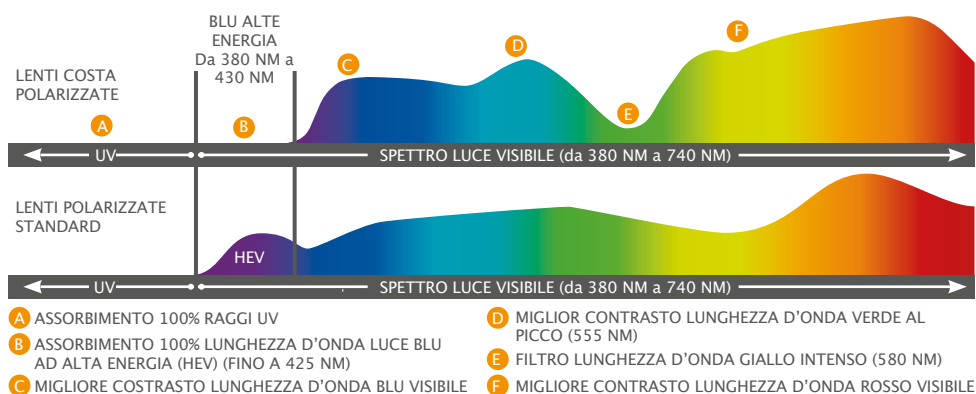 BLU ALTE
ENERGIA
Da 380 NM a
430 NM
LENTI COSTA
POLARIZZATE
A
B
C
D
E
F
UV
SPETTRO LUCE VISIBILE (da 380 NM a 740 NM)
LENTI POLARIZZATE
STANDARD
HEV
UV
SPETTRO LUCE VISIBILE (da 380 NM a 740 NM)
A ASSORBIMENTO 100% RAGGI UV
B ASSORBIMENTO 100% LUNGHEZZA D'ONDA LUCE BLU
AD ALTA ENERGIA (HEV) (FINO A 425 NM)
C MIGLIORE COSTRASTO LUNGHEZZA D'ONDA BLU VISIBILE
D MIGLIOR CONTRASTO LUNGHEZZA D'ONDA VERDE AL
PICCO (555 NM)
E FILTRO LUNGHEZZA D'ONDA GIALLO INTENSO (580 NM)
F MIGLIORE CONTRASTO LUNGHEZZA D'ONDA ROSSO VISIBILE